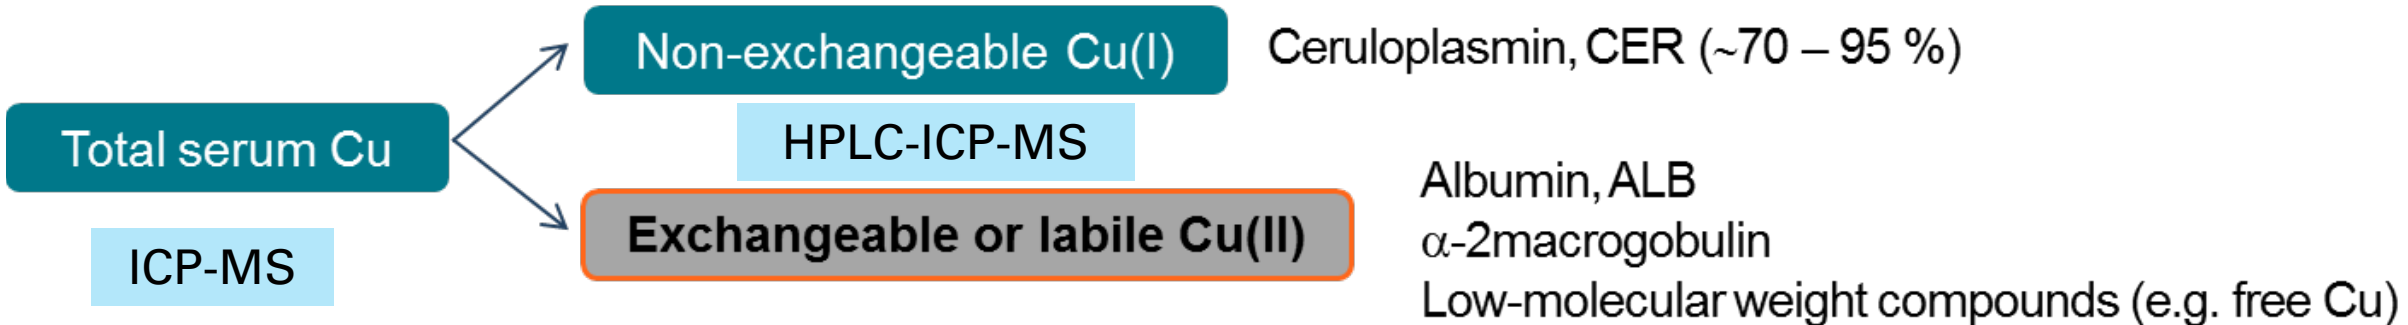 Non-exchangeable Cu(I)
Ceruloplasmin, CER (~70 – 95 %)
Total serum Cu
HPLC-ICP-MS
ICP-MS
Exchangeable or labile Cu(II)
Albumin, ALB
α-2macrogobulin
Low-molecular weight compounds (e.g. free Cu)